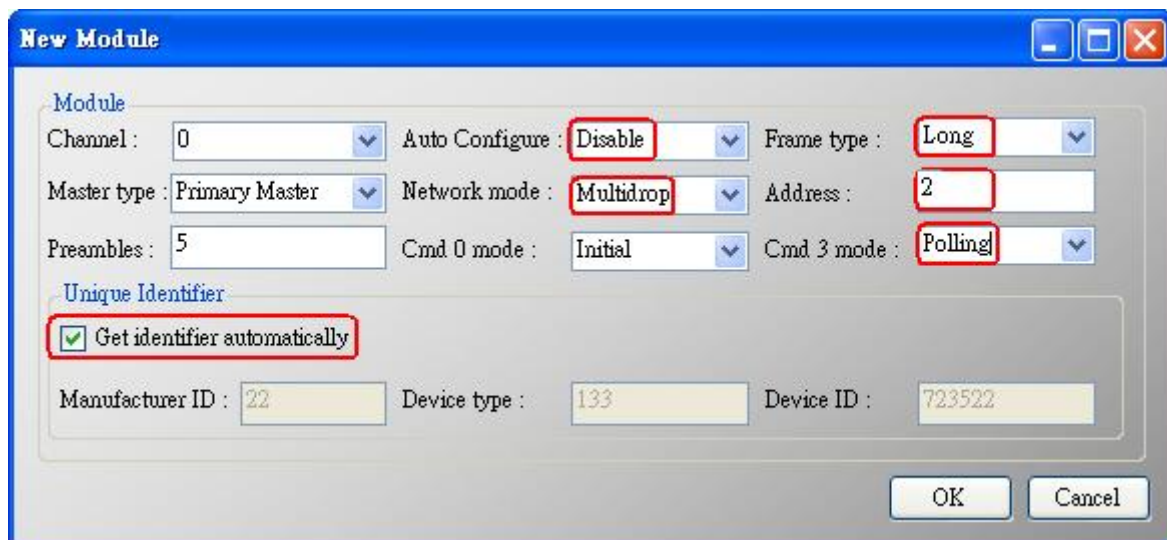 New Module
Module
Channel : 0 Auto Configure : Disable Frame type : Long
Master type : Primary Master Network mode : Multidrop Address : 2
Preambles : 5 Cmd 0 mode : Initial Cmd 3 mode : Polling
Unique Identifier
Get identifier automatically
Manufacturer ID : 22 Device type : 133 Device ID : 723522
OK Cancel